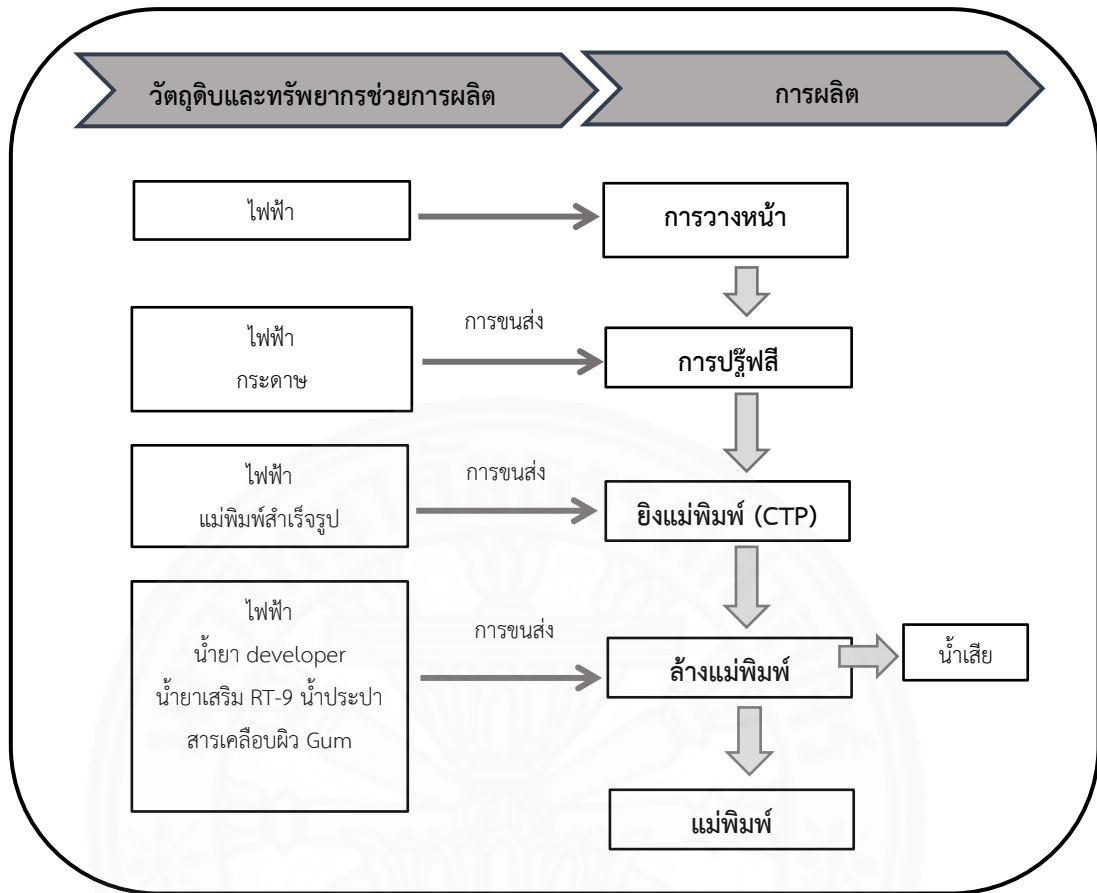 วัตถุดิบและทรัพยากรช่วยการผลิต
การผลิต
ไฟฟ้า
การวางหน้า
ไฟฟ้า
กระดาษ
การขนส่ง
การปรู๊ฟสี
ไฟฟ้า
แม่พิมพ์สำเร็จรูป
การขนส่ง
ยิงแม่พิมพ์ (CTP)
ไฟฟ้า
น้ำยา developer
น้ำยาเสริม RT-9 น้ำประปา
สารเคลือบผิว Gum
การขนส่ง
ล้างแม่พิมพ์
น้ำเสีย
แม่พิมพ์